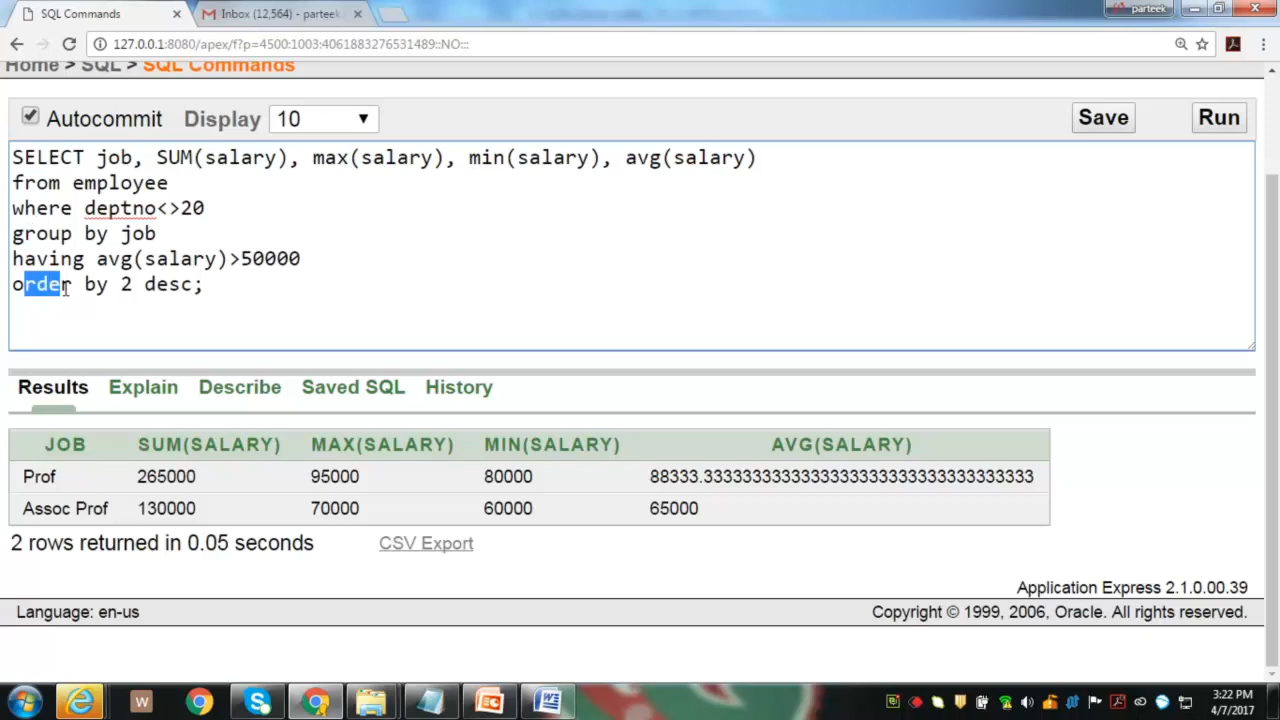 SQL Commands
Inbox (12,564) - parteek
parteek
127.0.0.1:8080/apex/f?p=4500:1003:4061883276531489::NO:::
Home > SQL > SQL Commands
Autocommit Display 10 Save Run
SELECT job, SUM(salary), max(salary), min(salary), avg(salary)
from employee
where deptno<>20
group by job
having avg(salary)>50000
order by 2 desc;
Results Explain Describe Saved SQL History
JOB SUM(SALARY) MAX(SALARY) MIN(SALARY) AVG(SALARY)
Prof 265000 95000 80000 88333.3333333333333333333333333333333333
Assoc Prof 130000 70000 60000 65000
2 rows returned in 0.05 seconds CSV Export
Application Express 2.1.0.00.39
Language: en-us Copyright © 1999, 2006, Oracle. All rights reserved.
3:22 PM
4/7/2017